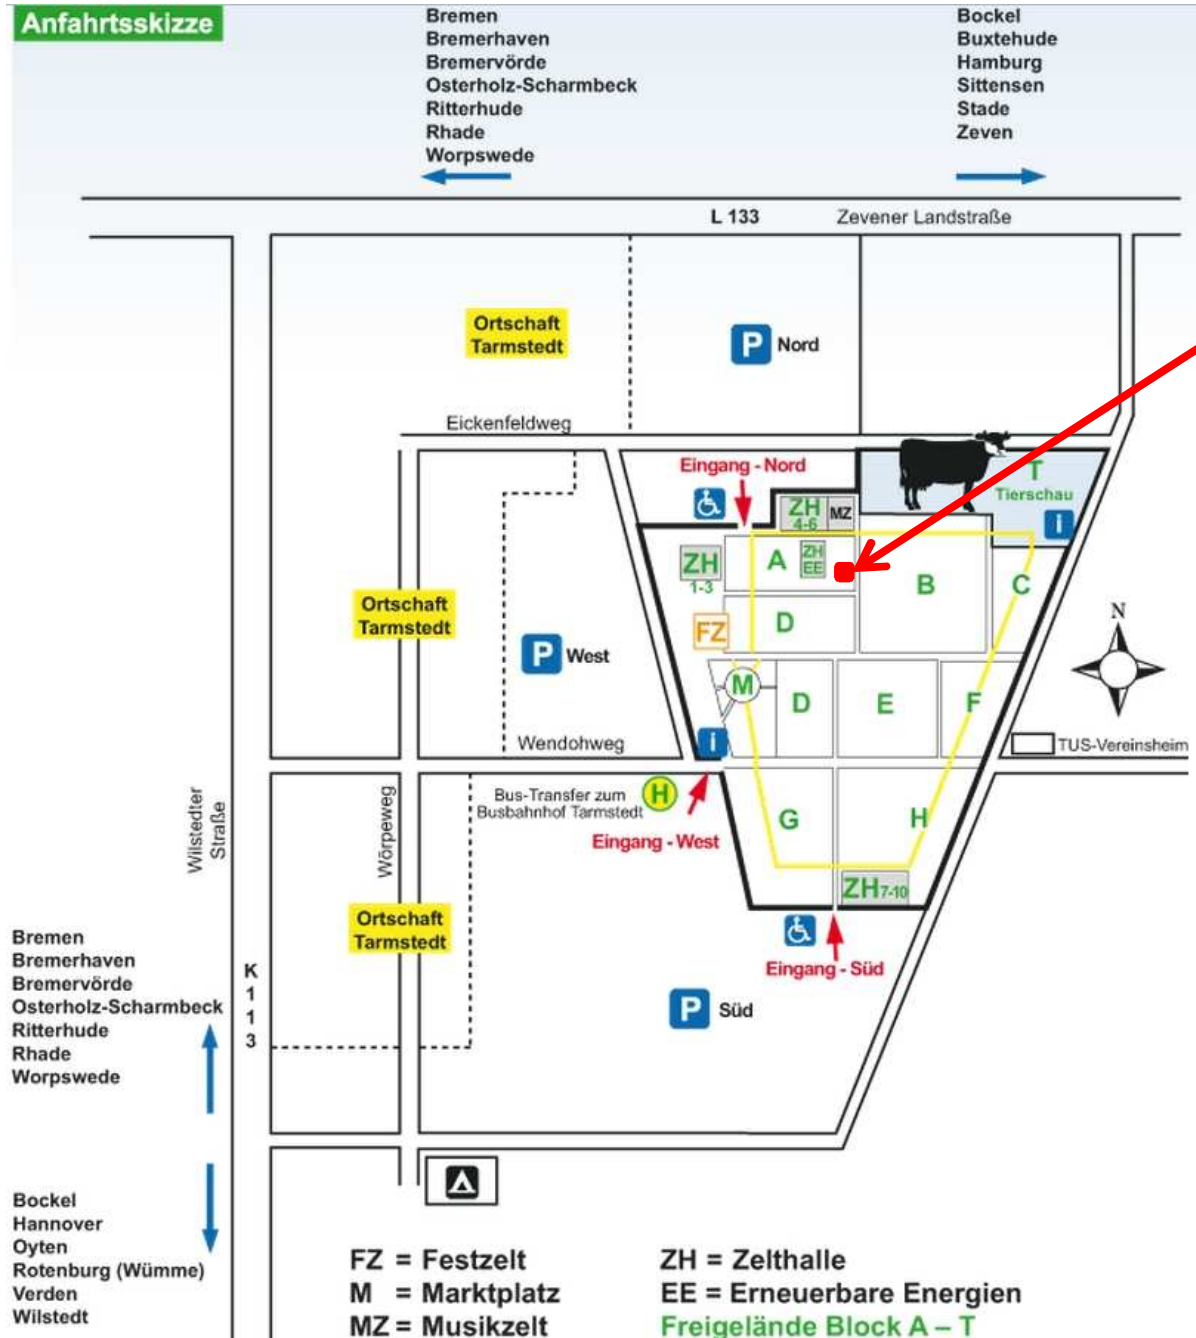 Anfahrtsskizze
Bremen
Bremerhaven
Bremervörde
Osterholz-Scharmbeck
Ritterhude
Rhade
Worpswede
Bockel
Buxtehude
Hamburg
Sittensen
Stade
Zeven
L 133 Zevener Landstraße
Ortschaft
Tarmstedt
P Nord
Eickenfeldweg
Eingang - Nord
T
Tierschau
i
ZH
4-6
MZ
ZH
1-3
A
ZH
EE
B
C
Ortschaft
Tarmstedt
FZ
D
N
P West
M
D
E
F
Wendohweg
i
TUS-Vereinsheim
Wilstedter
Straße
Wörpeweg
Bus-Transfer zum
Busbahnhof Tarmstedt
H
Eingang - West
G
H
ZH 7-10
Ortschaft
Tarmstedt
Eingang - Süd
P Süd
Bremen
Bremerhaven
Bremervörde
Osterholz-Scharmbeck
Ritterhude
Rhade
Worpswede
K
1
1
3
Bockel
Hannover
Oyten
Rotenburg (Wümme)
Verden
Wilstedt
FZ = Festzelt
M = Marktplatz
MZ = Musikzelt
ZH = Zelthalle
EE = Erneuerbare Energien
Freigelände Block A – T